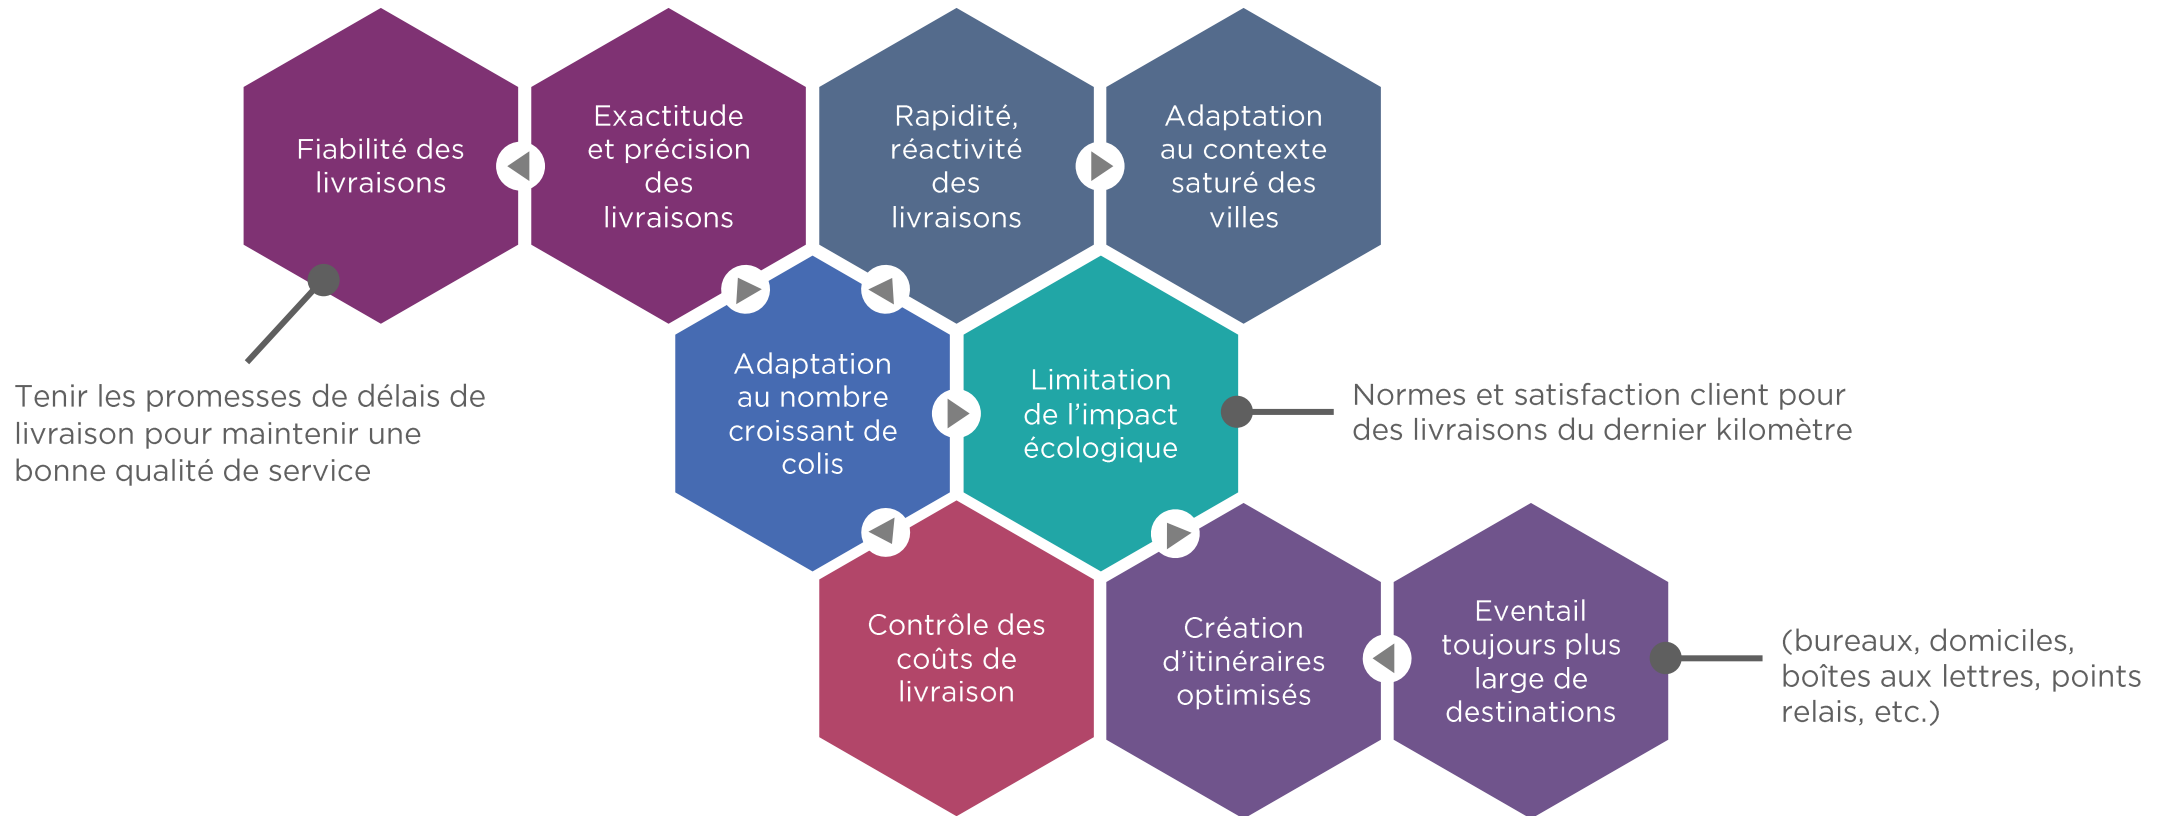 Fiabilité des
livraisons
Exactitude
et précision
des
livraisons
Rapidité,
réactivité
des
livraisons
Adaptation
au contexte
saturé des
villes
Tenir les promesses de délais de
livraison pour maintenir une
bonne qualité de service
Adaptation
au nombre
croissant de
colis
Limitation
de l’impact
écologique
Normes et satisfaction client pour
des livraisons du dernier kilomètre
Contrôle des
coûts de
livraison
Création
d’itinéraires
optimisés
Eventail
toujours plus
large de
destinations
(bureaux, domiciles,
boîtes aux lettres, points
relais, etc.)